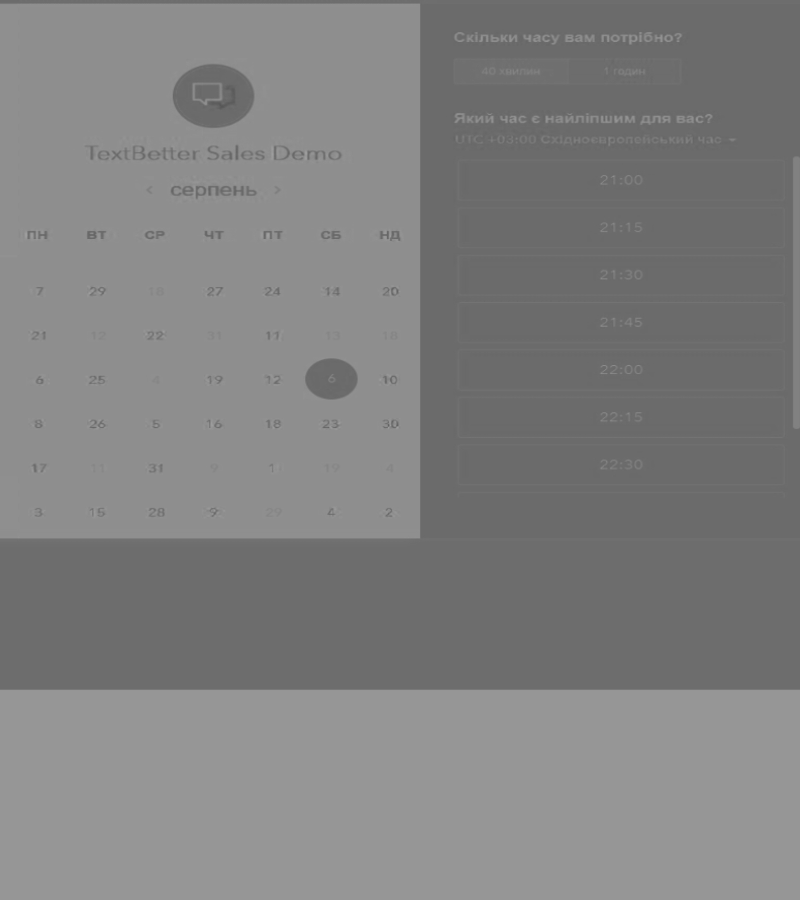 TextBetter Sales Demo
‹ серпень ›
ПН ВТ СР ЧТ ПТ СБ НД
7 29 18 27 24 14 20
21 12 22 31 11 13 18
6 25 4 19 12 6 10
8 26 5 16 18 23 30
17 11 31 9 1 19 4
3 15 28 9 29 4 2
Скільки часу вам потрібно?
40 хвилин 1 годин
Який час є найліпшим для вас?
UTC +03:00 Східноєвропейський час
21:00
21:15
21:30
21:45
22:00
22:15
22:30